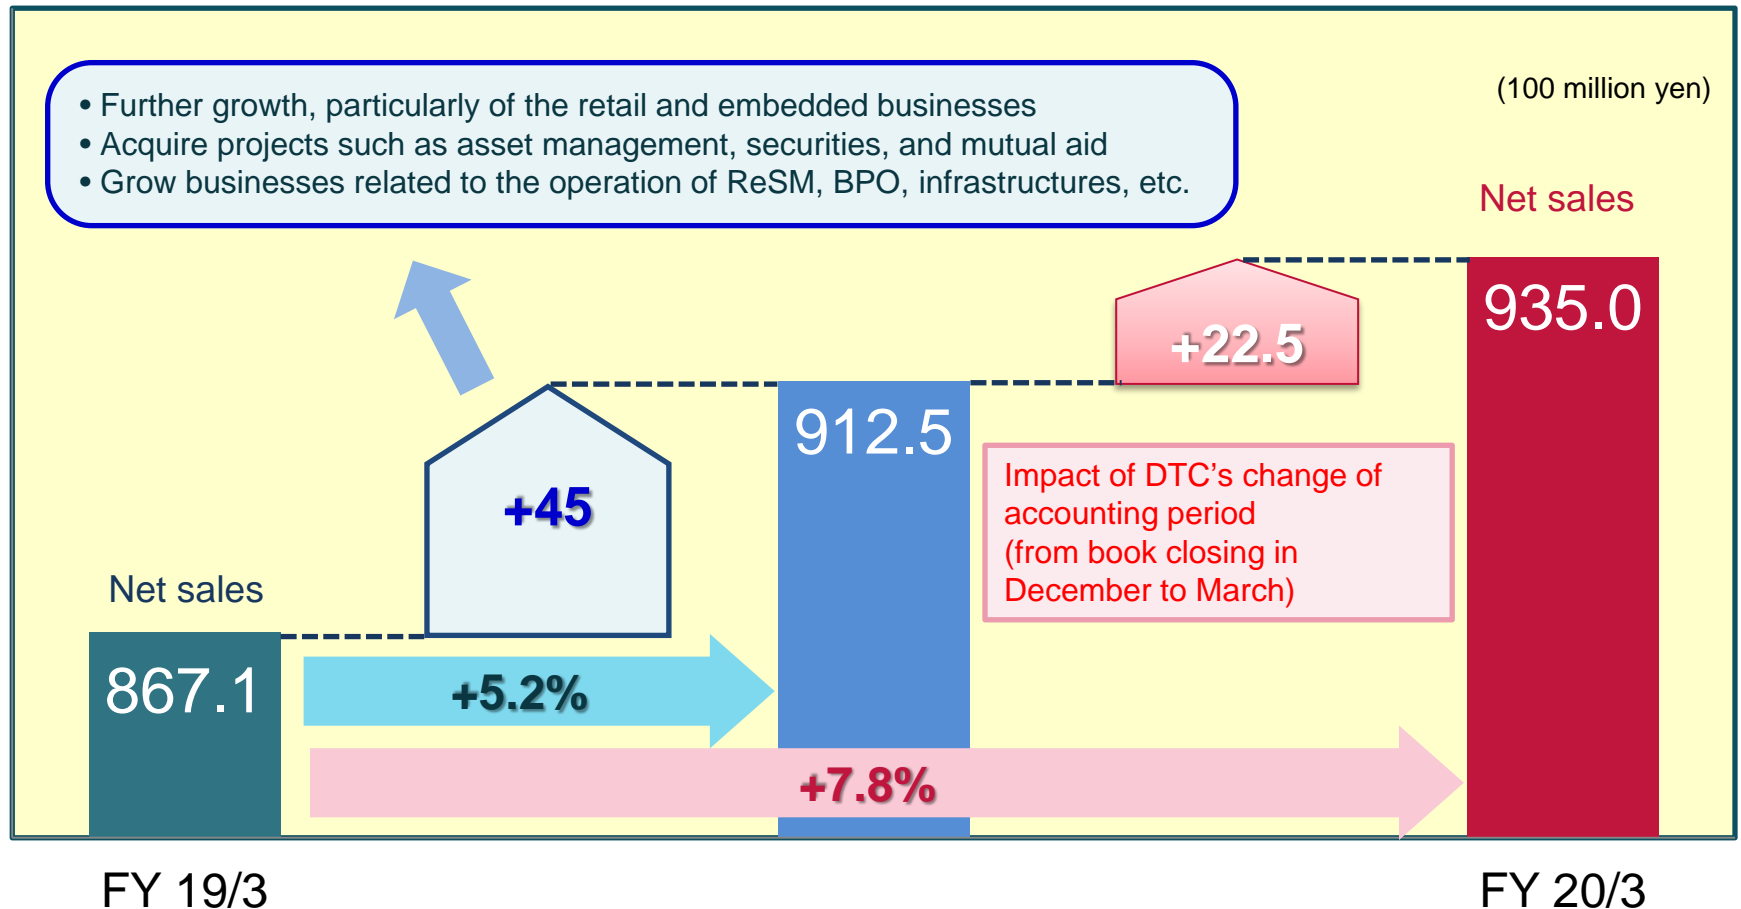 • Further growth, particularly of the retail and embedded businesses
• Acquire projects such as asset management, securities, and mutual aid
• Grow businesses related to the operation of ReSM, BPO, infrastructures, etc.
(100 million yen)
Net sales
935.0
+22.5
912.5
+45
Impact of DTC’s change of
accounting period
(from book closing in
December to March)
Net sales
867.1
+5.2%
+7.8%
FY 19/3
FY 20/3